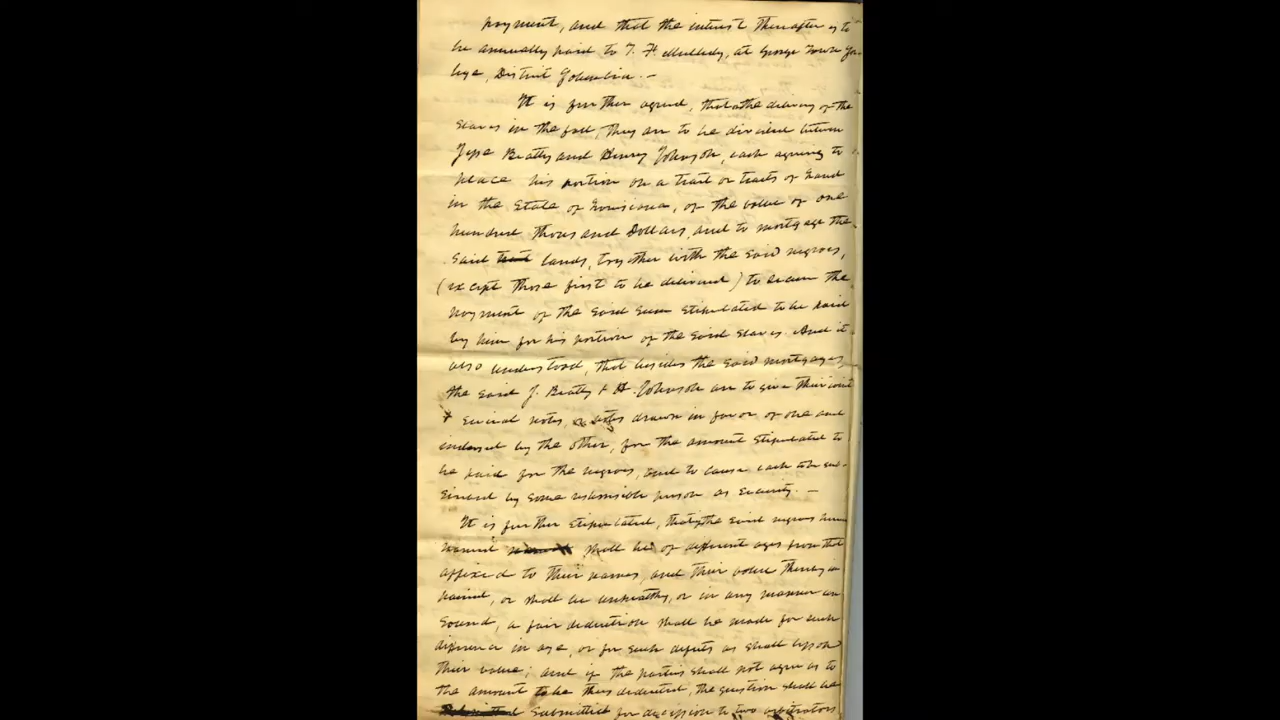 payment, and that the interest thereafter is to
be annually paid to T. F. Mulledy, at George Town Col
lege, District Columbia. —
It is further agreed, that on the delivery of the
slaves in the fall, they are to be divided between
Jesse Beatty and Henry Johnson, each agreeing to
place his portion on a tract or tracts of Land
in the State of Louisiana, of the value of one
hundred thousand Dollars, and to mortgage the
said lands, together with the said negroes,
(except those first to be delivered) to secure the
payment of the said sum stipulated to be paid
by him for his portion of the said slaves. And it
also understood, that besides the said mortgages,
the said J. Beatty & H. Johnson are to give their
several notes, drawn in favor of one and
indorsed by the other, for the amount stipulated to
be paid for the negroes, and to cause each to be
signed by some responsible person as security. —
It is further stipulated, that if the said negroes herein
named shall be of different ages from that
affixed to their names, and their value thereby im
paired, or shall be unhealthy, or in any manner un
sound, a fair deduction shall be made for such
difference in age, or for such defects as shall lessen
their value; and if the parties shall not agree as to
the amount to be thus deducted, the question shall be
submitted for decision to two arbitrators